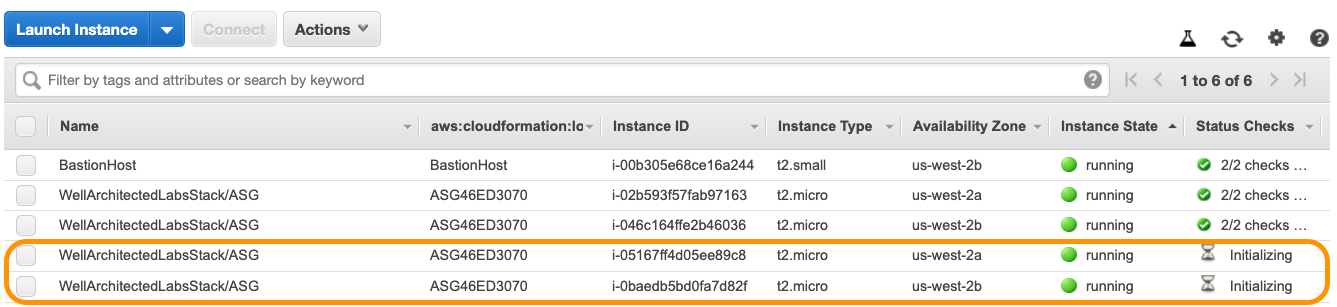 Launch Instance Connect Actions
Filter by tags and attributes or search by keyword 1 to 6 of 6
Name aws:cloudformation:lo Instance ID Instance Type Availability Zone Instance State Status Checks
BastionHost BastionHost i-00b305e68ce16a244 t2.small us-west-2b running 2/2 checks ...
WellArchitectedLabsStack/ASG ASG46ED3070 i-02b593f57fab97163 t2.micro us-west-2a running 2/2 checks ...
WellArchitectedLabsStack/ASG ASG46ED3070 i-046c164ffe2b46036 t2.micro us-west-2b running 2/2 checks ...
WellArchitectedLabsStack/ASG ASG46ED3070 i-05167ff4d05ee89c8 t2.micro us-west-2a running Initializing
WellArchitectedLabsStack/ASG ASG46ED3070 i-0baedb5bd0fa7d82f t2.micro us-west-2b running Initializing